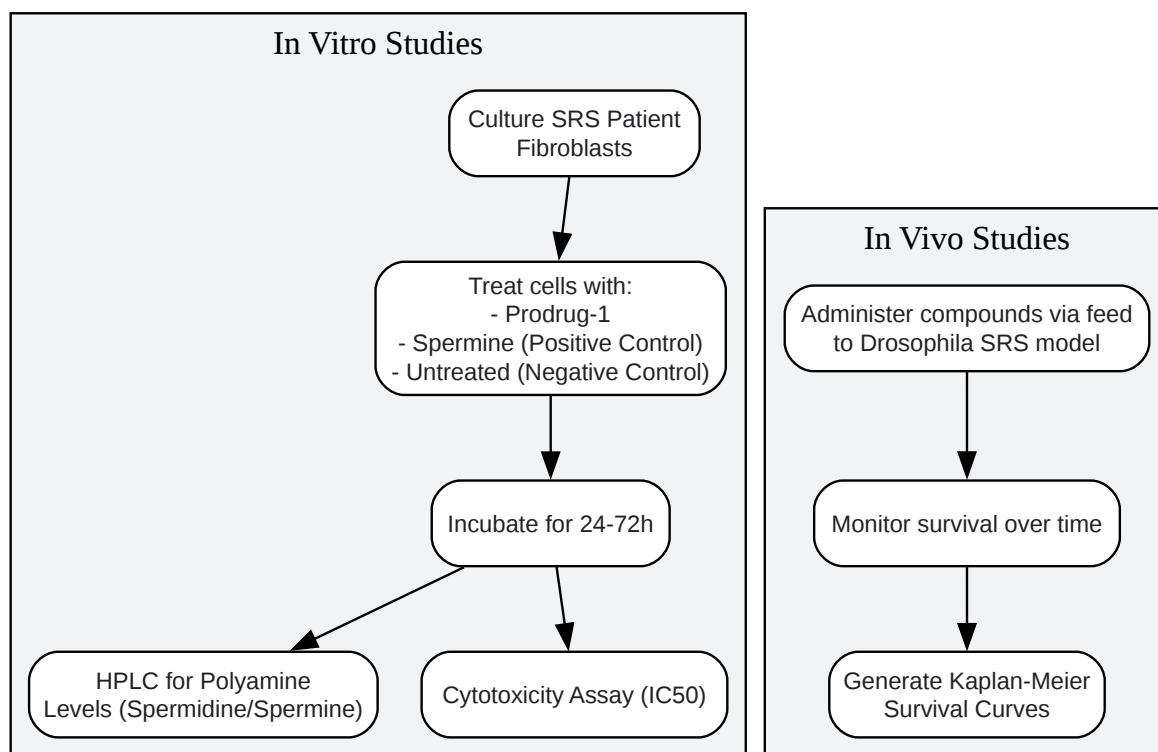 In Vitro Studies
Culture SRS Patient
Fibroblasts
Treat cells with:
- Prodrug-1
- Spermine (Positive Control)
- Untreated (Negative Control)
Incubate for 24-72h
HPLC for Polyamine
Levels (Spermidine/Spermine)
Cytotoxicity Assay (IC50)
In Vivo Studies
Administer compounds via feed
to Drosophila SRS model
Monitor survival over time
Generate Kaplan-Meier
Survival Curves